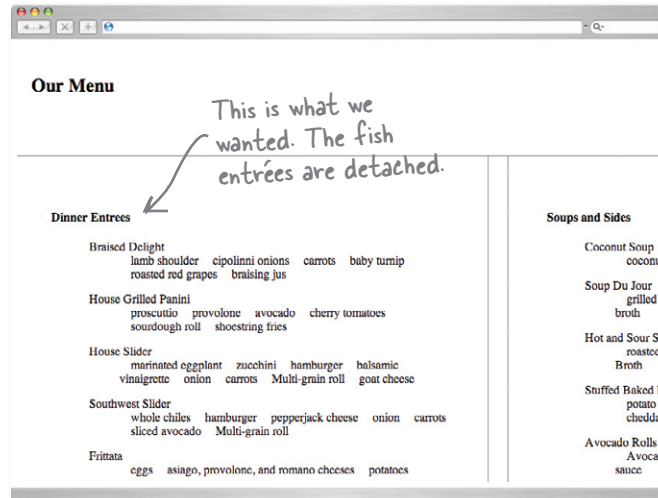 Our Menu
This is what we
wanted. The fish
entrées are detached.
Dinner Entrees
Braised Delight
lamb shoulder cipolinni onions carrots baby turnip
roasted red grapes braising jus
House Grilled Panini
proscuttio provolone avocado cherry tomatoes
sourdough roll shoestring fries
House Slider
marinated eggplant zucchini hamburger balsamic
vinaigrette onion carrots Multi-grain roll goat cheese
Southwest Slider
whole chiles hamburger pepperjack cheese onion carrots
sliced avocado Multi-grain roll
Frittata
eggs asiago, provolone, and romano cheeses potatoes
Soups and Sides
Coconut Soup
coconu
Soup Du Jour
grilled
broth
Hot and Sour S
roasted
Broth
Stuffed Baked
potato
chedda
Avocado Rolls
Avoca
sauce